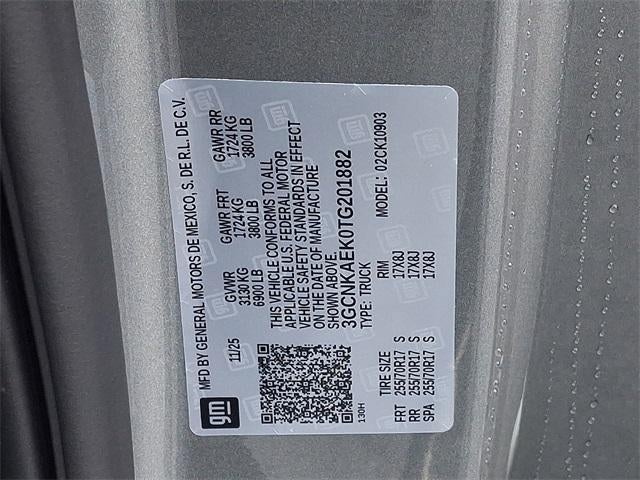 MFD BY GENERAL MOTORS DE MEXICO, S. DE R.L. DE C.V.
11/25
GVWR GAWR FRT GAWR RR
3130 KG 1724 KG 1724 KG
6900 LB 3800 LB 3800 LB
THIS VEHICLE CONFORMS TO ALL
APPLICABLE U.S. FEDERAL MOTOR
VEHICLE SAFETY STANDARDS IN EFFECT
ON THE DATE OF MANUFACTURE
SHOWN ABOVE.
3GCNKAEK0TG201882
TYPE: TRUCK MODEL: 02CK10903
gm
130H
TIRE SIZE RIM
FRT 255/70R17 S 17X8J
RR 255/70R17 S 17X8J
SPA 255/70R17 S 17X8J